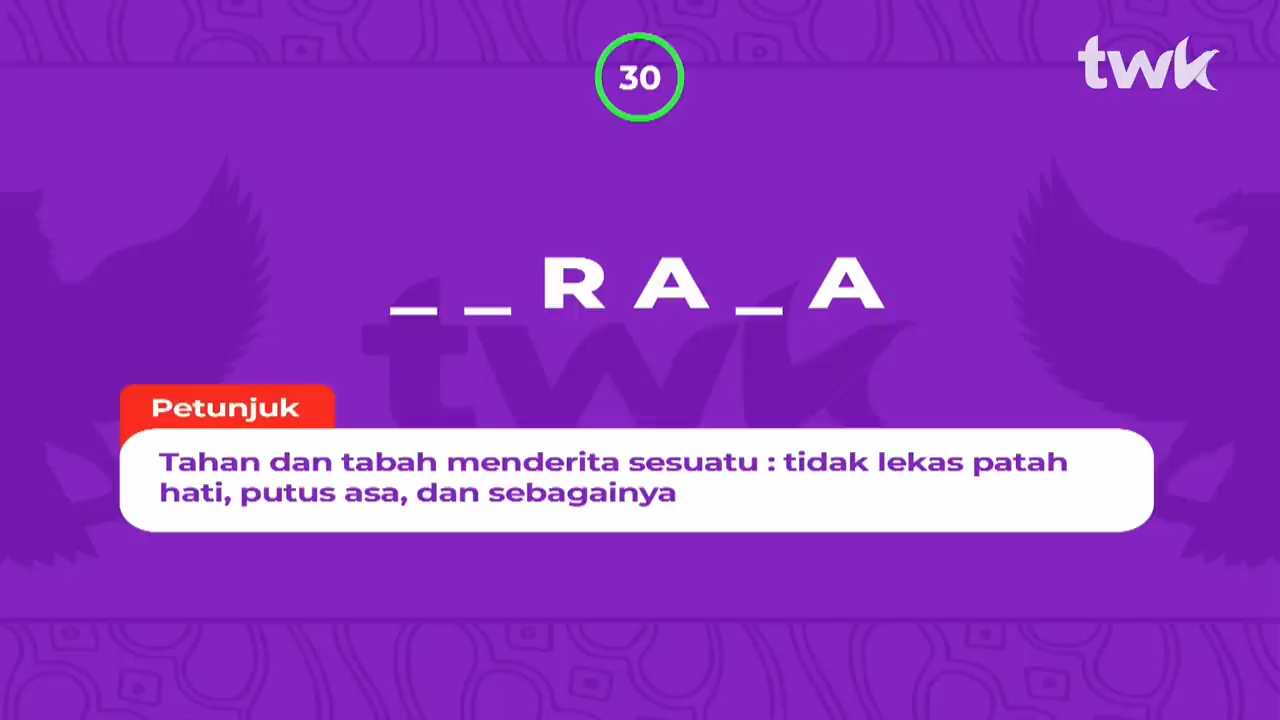 30
twk
_ _ R A _ A
twk
Petunjuk
Tahan dan tabah menderita sesuatu : tidak lekas patah
hati, putus asa, dan sebagainya